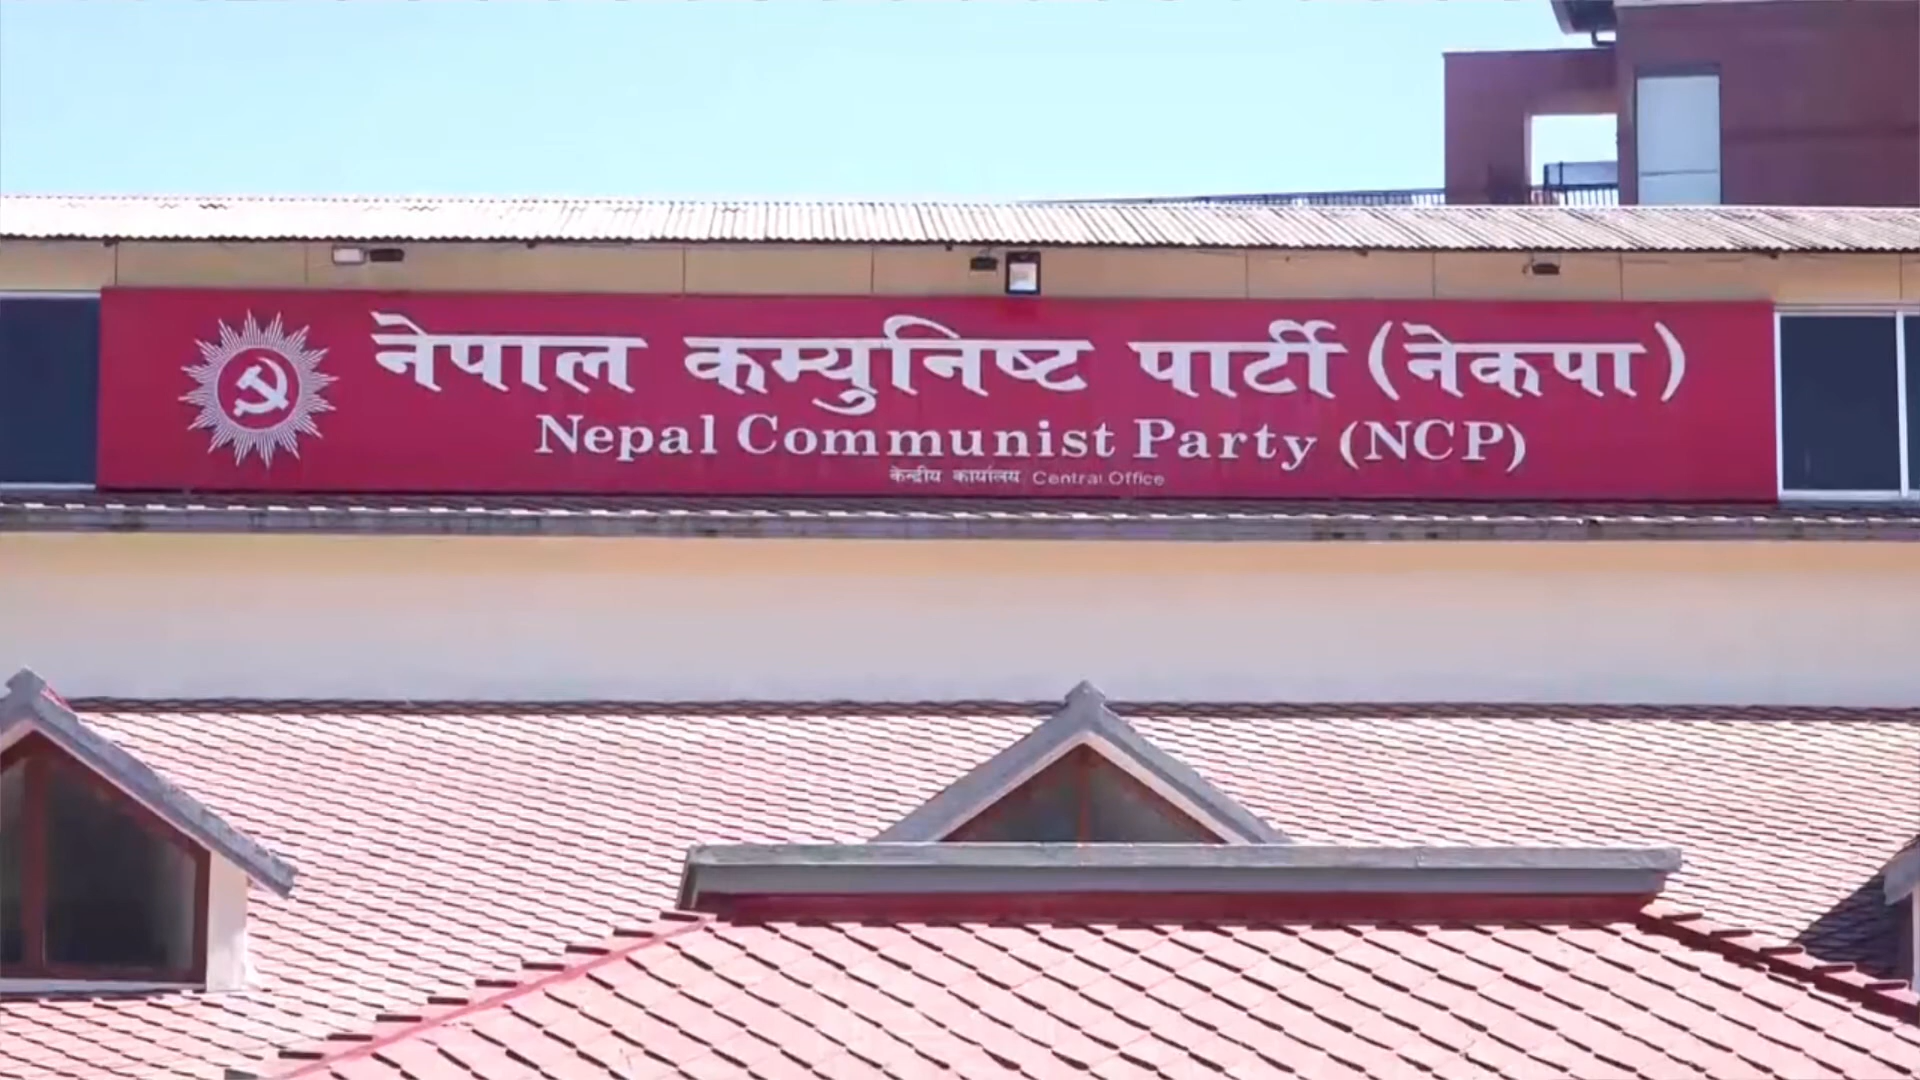 नेपाल कम्युनिष्ट पार्टी (नेकपा)
Nepal Communist Party (NCP)
केन्द्रीय कार्यालय Central Office